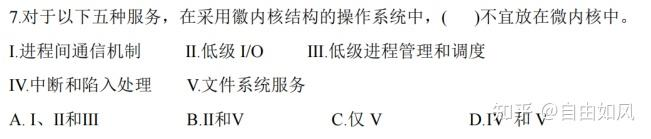 7.对于以下五种服务，在采用徽内核结构的操作系统中，(　　)不宜放在微内核中。
I.进程间通信机制　　II.低级 I/O　　III.低级进程管理和调度
IV.中断和陷入处理　　V.文件系统服务
A. I、II和III　　B.II和V　　C.仅 V　　D.IV 和 V
知乎 @自由如风